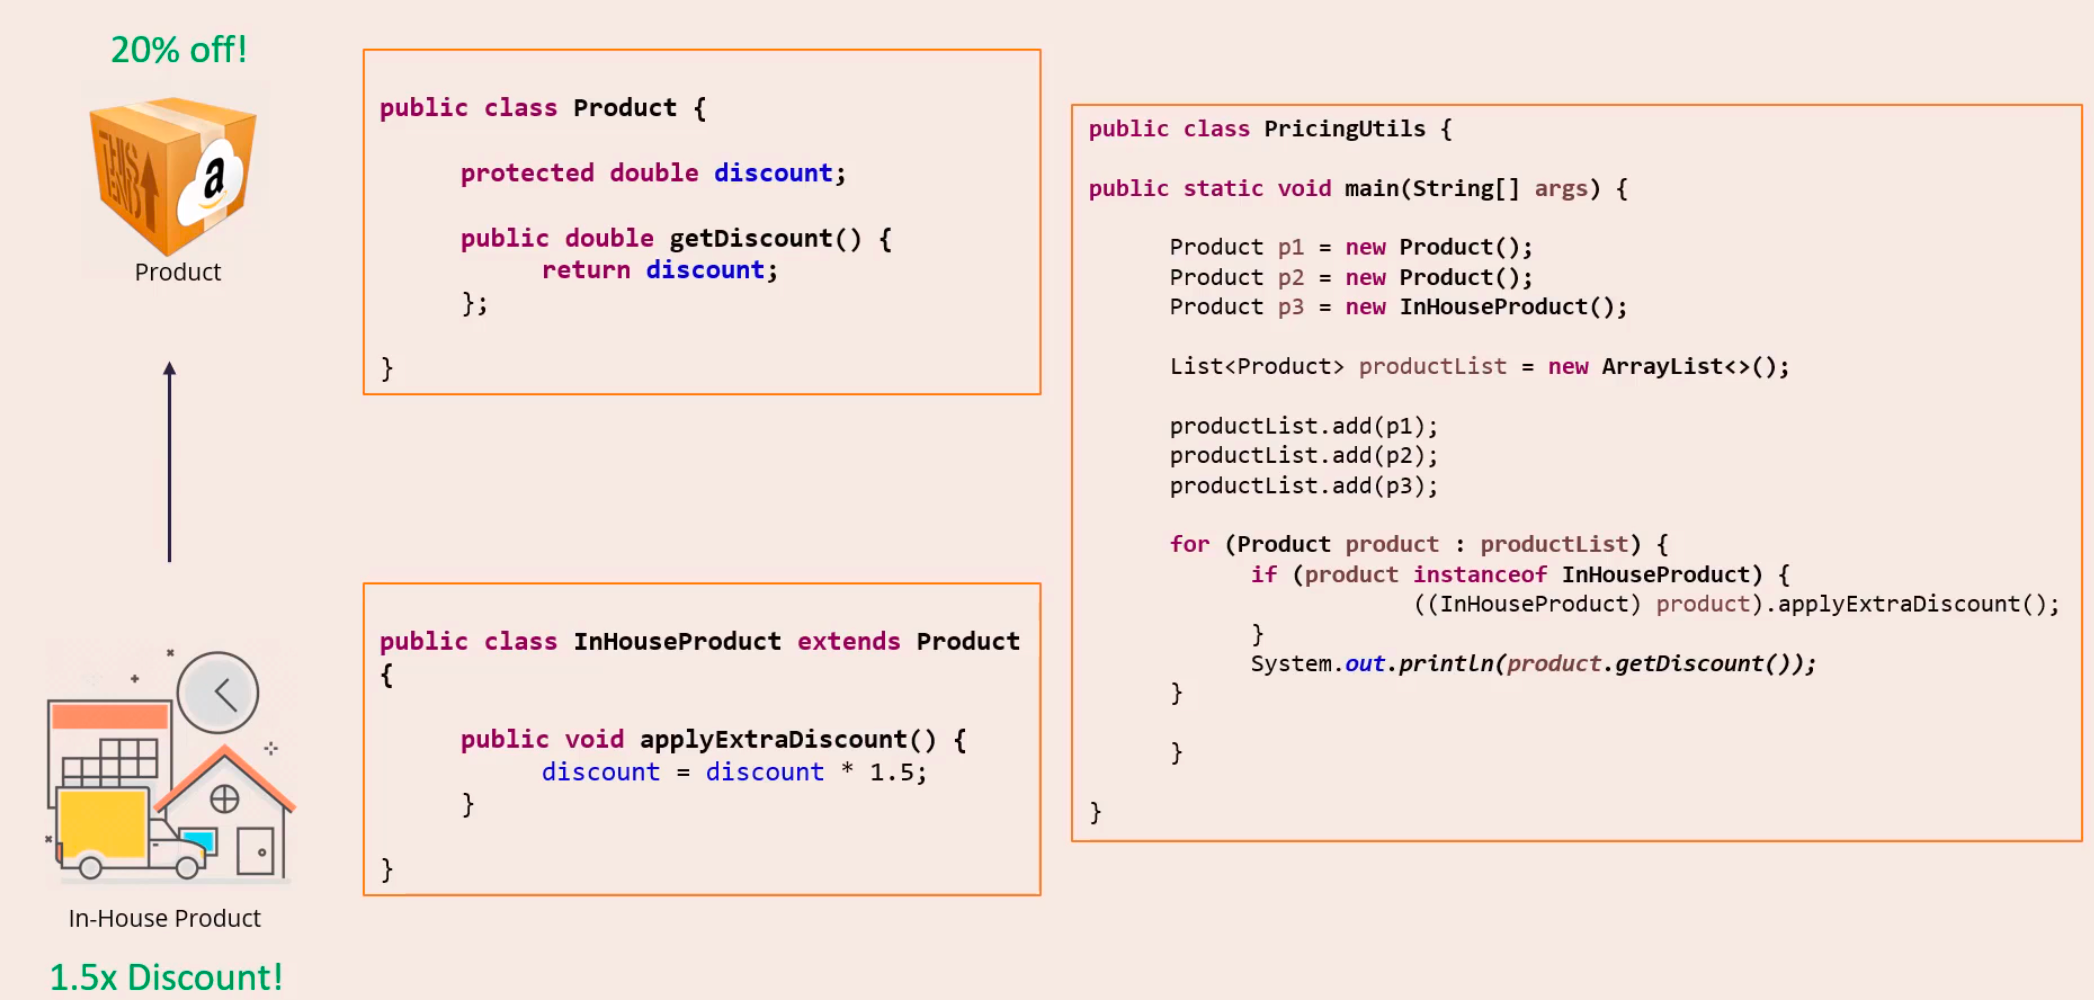 20% off!
THIS
END
a
Product
In-House Product
1.5x Discount!
public class Product {
protected double discount;
public double getDiscount() {
return discount;
};
}
public class InHouseProduct extends Product
{
public void applyExtraDiscount() {
discount = discount * 1.5;
}
}
public class PricingUtils {
public static void main(String[] args) {
Product p1 = new Product();
Product p2 = new Product();
Product p3 = new InHouseProduct();
List<Product> productList = new ArrayList<>();
productList.add(p1);
productList.add(p2);
productList.add(p3);
for (Product product : productList) {
if (product instanceof InHouseProduct) {
((InHouseProduct) product).applyExtraDiscount();
}
System.out.println(product.getDiscount());
}
}
}